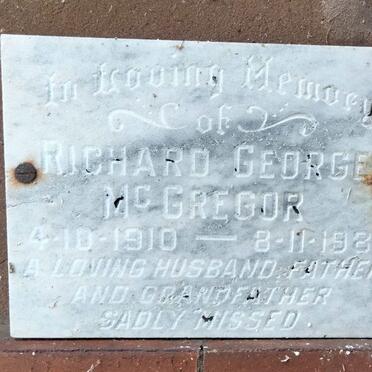 In Loving Memory
of
RICHARD GEORGE
McGREGOR
4-10-1910 — 8-11-198
A LOVING HUSBAND, FATHER
AND GRANDFATHER
SADLY MISSED.